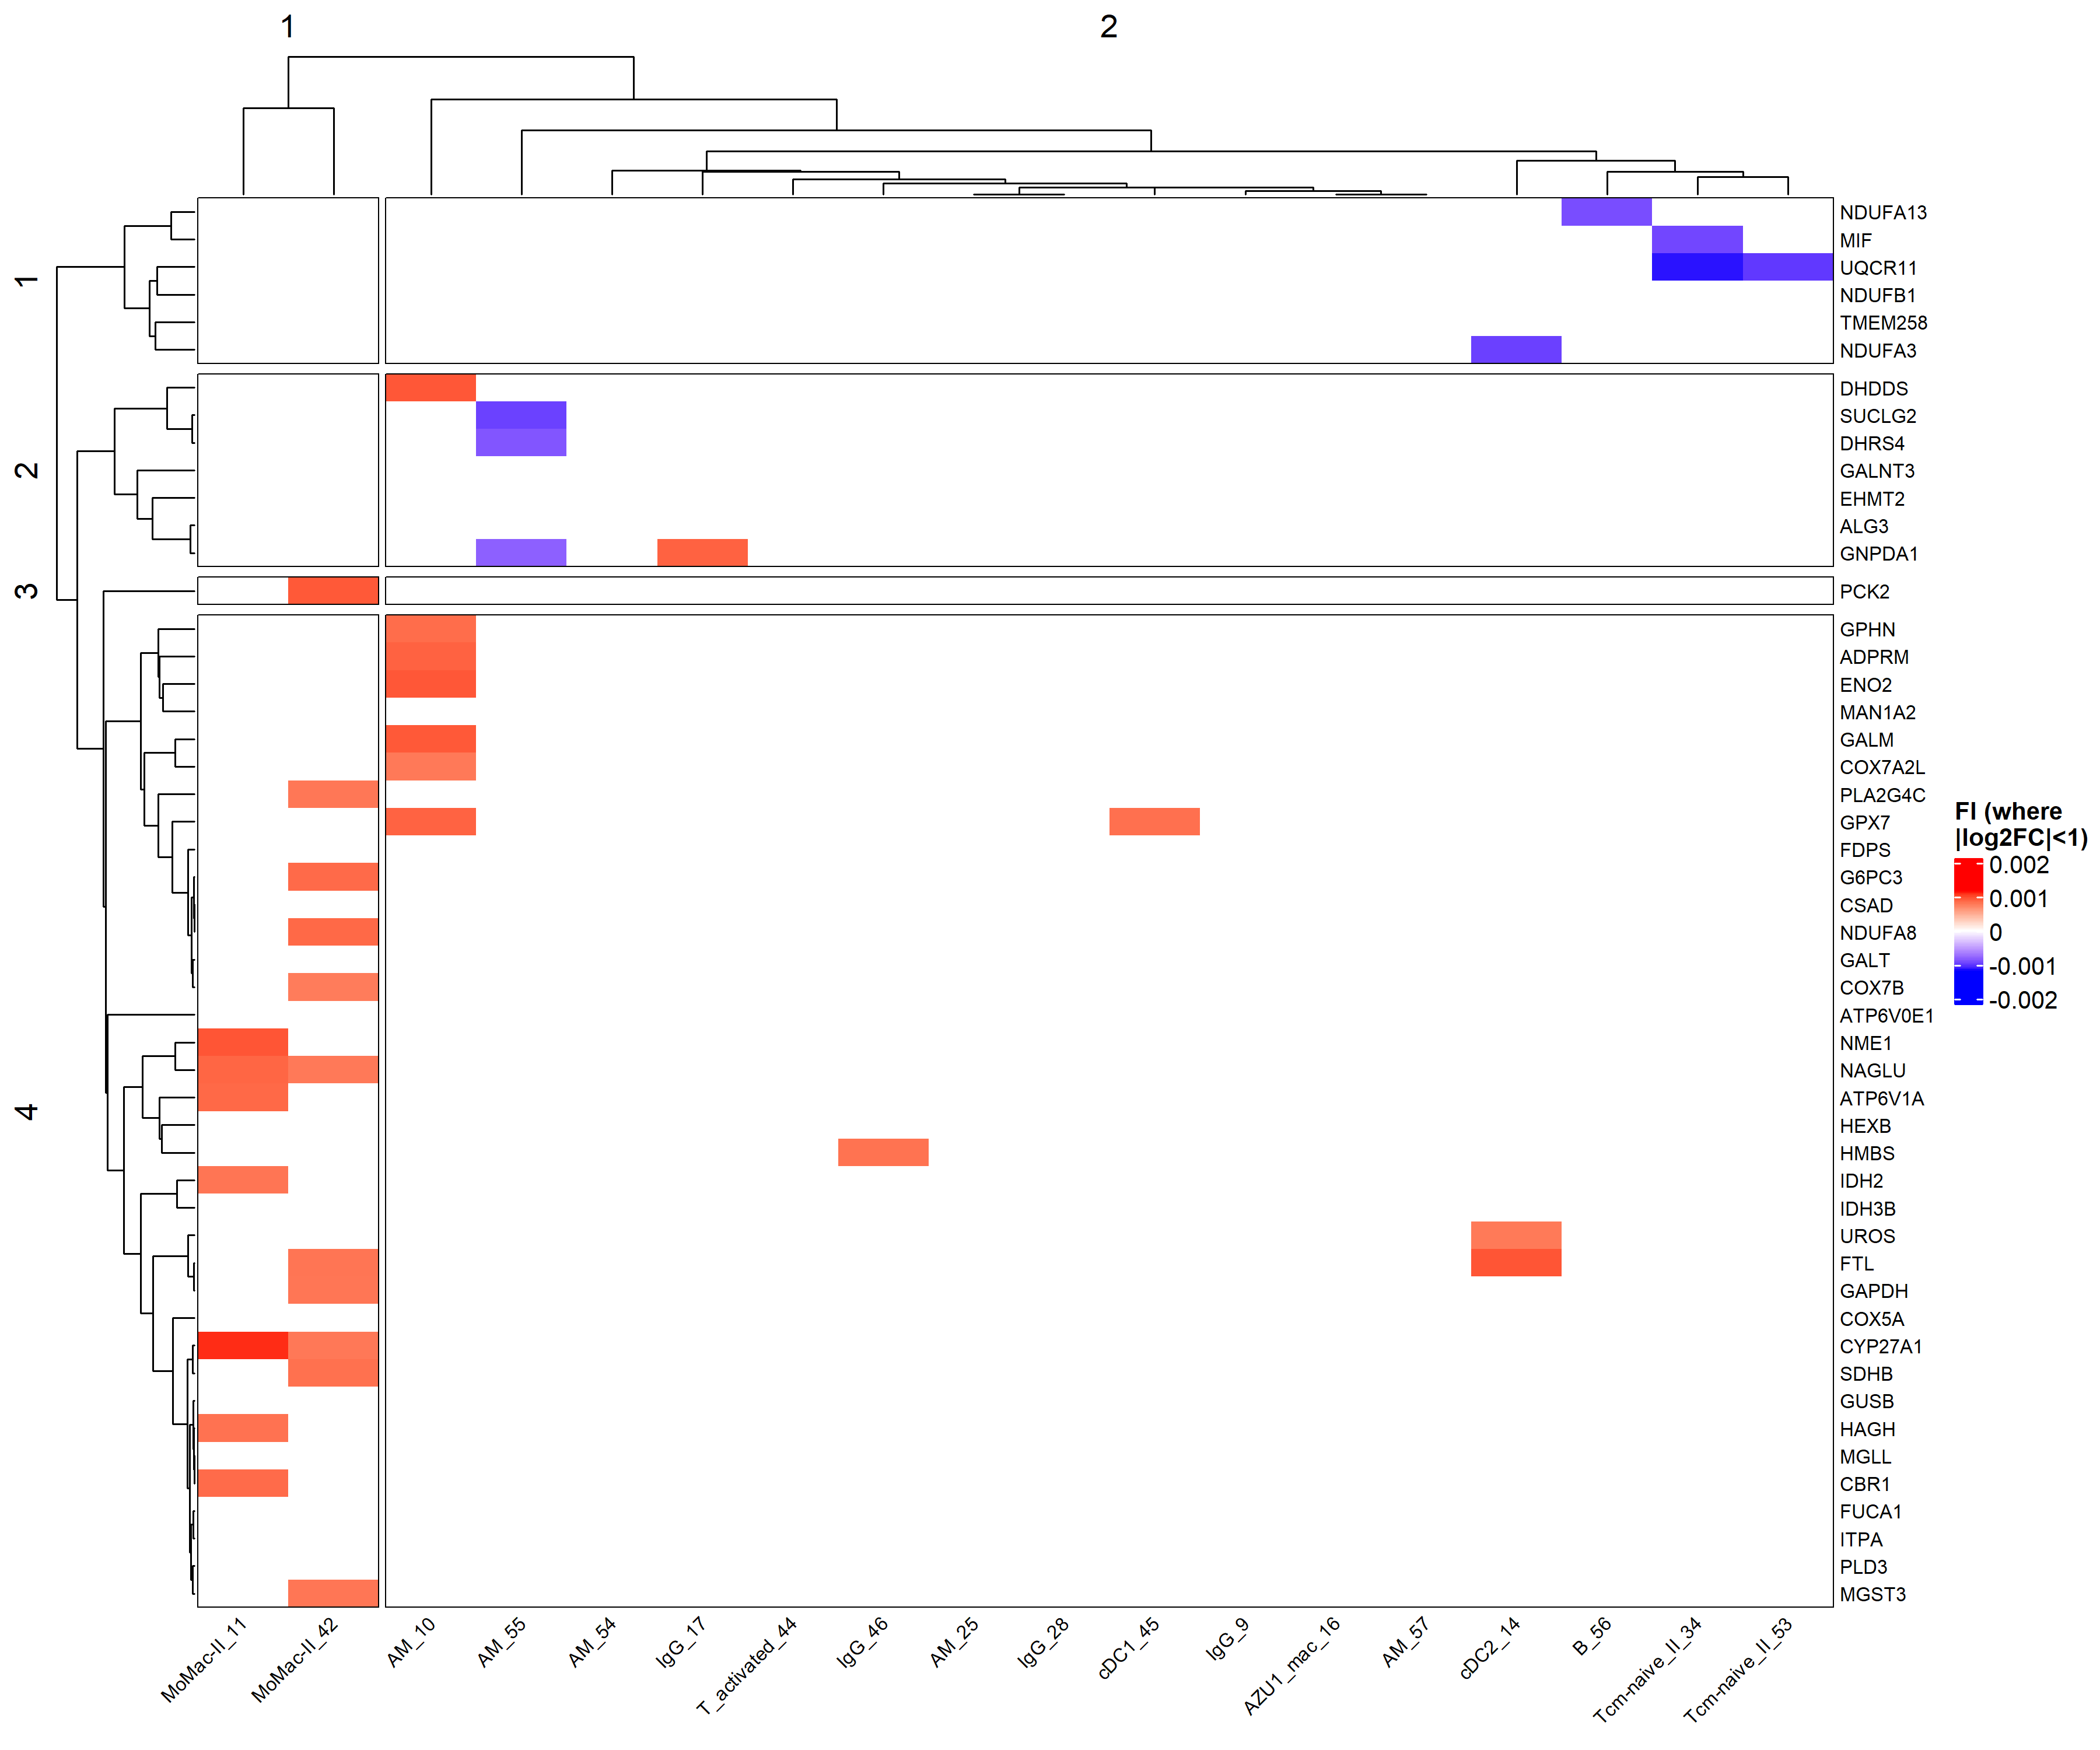 1
2
1
2
3
4
NDUFA13
MIF
UQCR11
NDUFB1
TMEM258
NDUFA3
DHDDS
SUCLG2
DHRS4
GALNT3
EHMT2
ALG3
GNPDA1
PCK2
GPHN
ADPRM
ENO2
MAN1A2
GALM
COX7A2L
PLA2G4C
GPX7
FDPS
G6PC3
CSAD
NDUFA8
GALT
COX7B
ATP6V0E1
NME1
NAGLU
ATP6V1A
HEXB
HMBS
IDH2
IDH3B
UROS
FTL
GAPDH
COX5A
CYP27A1
SDHB
GUSB
HAGH
MGLL
CBR1
FUCA1
ITPA
PLD3
MGST3
FI (where
|log2FC|<1)
0.002
0.001
0
-0.001
-0.002
MoMac-II_11
MoMac-II_42
AM_10
AM_55
AM_54
IgG_17
T_activated_44
IgG_46
AM_25
IgG_28
cDC1_45
IgG_9
AZU1_mac_16
AM_57
cDC2_14
B_56
Tcm-naive_II_34
Tcm-naive_II_53